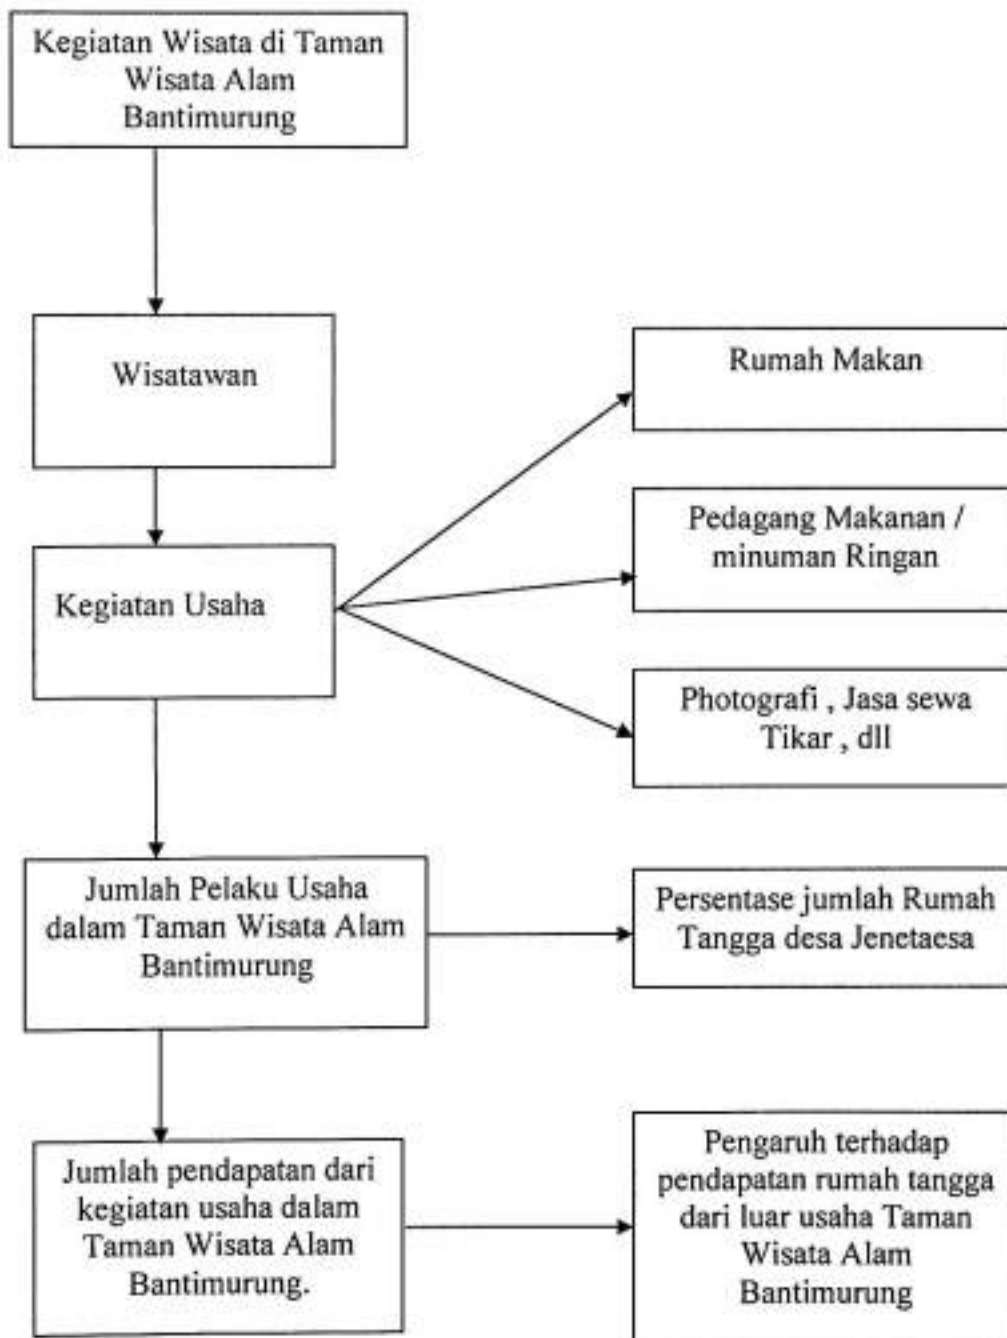 Kegiatan Wisata di Taman
Wisata Alam
Bantimurung
Wisatawan
Rumah Makan
Pedagang Makanan /
minuman Ringan
Kegiatan Usaha
Photografi , Jasa sewa
Tikar , dll
Jumlah Pelaku Usaha
dalam Taman Wisata Alam
Bantimurung
Persentase jumlah Rumah
Tangga desa Jenetaesa
Jumlah pendapatan dari
kegiatan usaha dalam
Taman Wisata Alam
Bantimurung.
Pengaruh terhadap
pendapatan rumah tangga
dari luar usaha Taman
Wisata Alam
Bantimurung